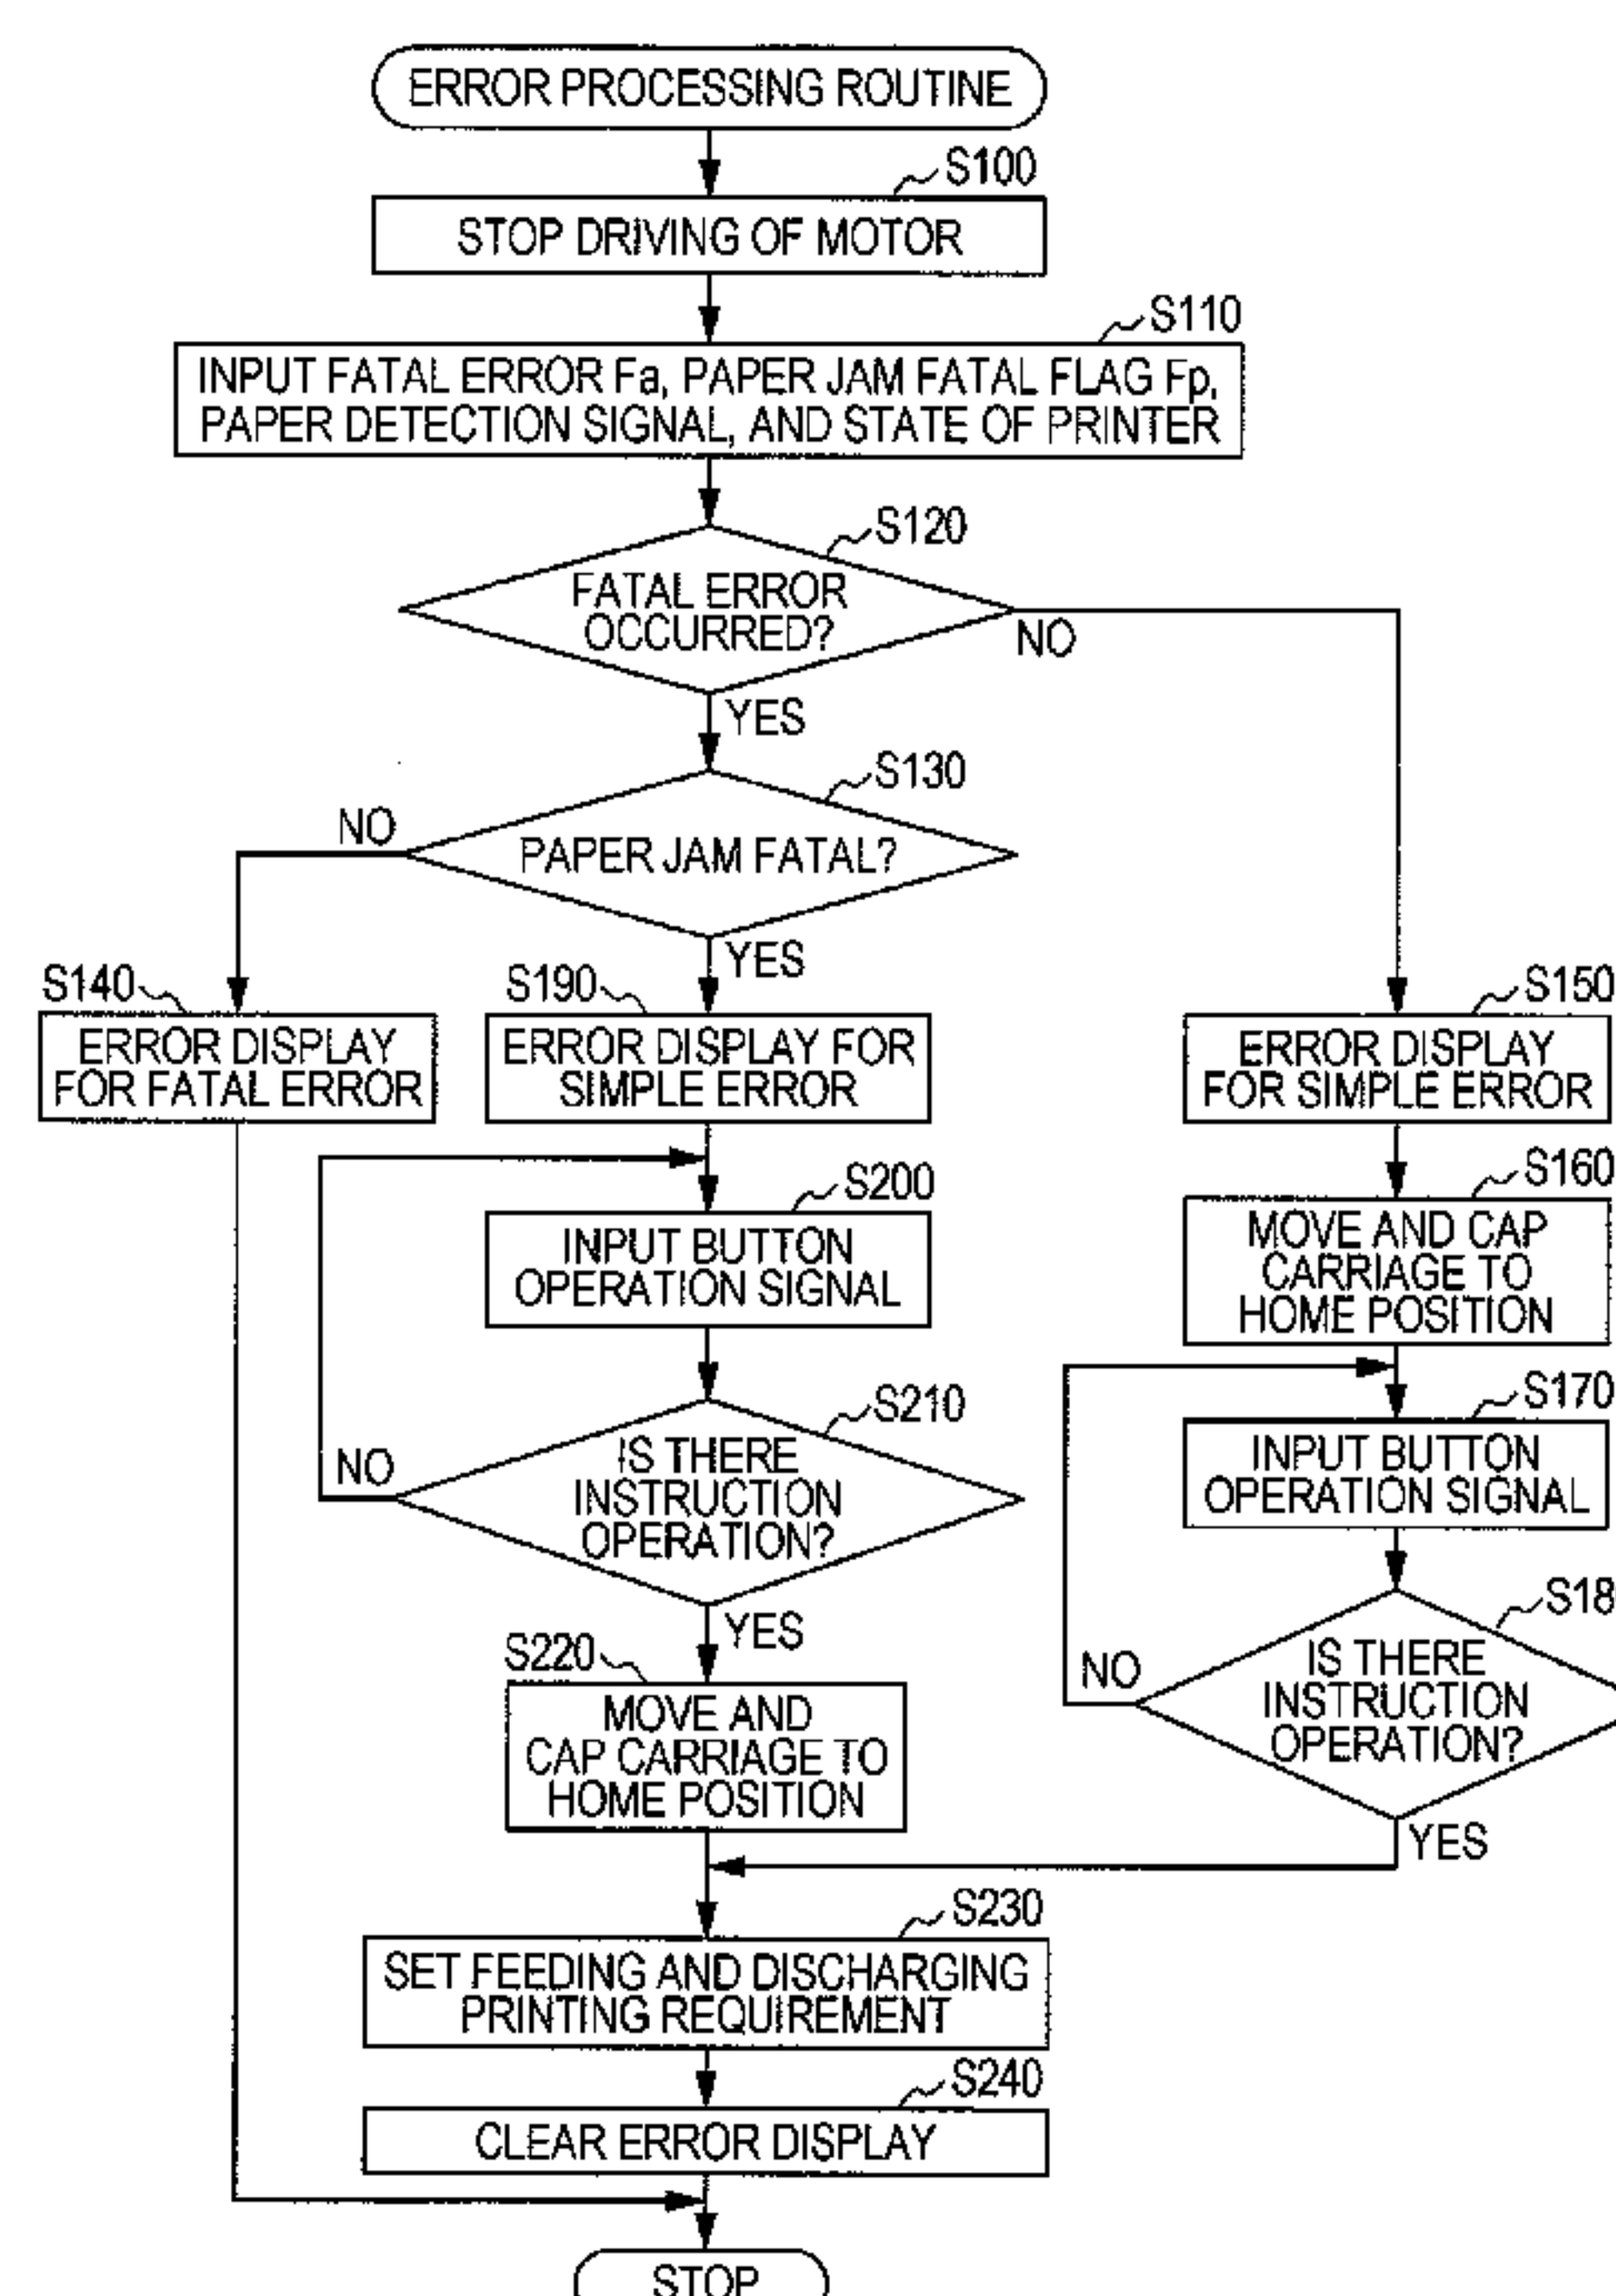 ERROR PROCESSING ROUTINE
S100
STOP DRIVING OF MOTOR
S110
INPUT FATAL ERROR Fa, PAPER JAM FATAL FLAG Fp,
PAPER DETECTION SIGNAL, AND STATE OF PRINTER
S120
FATAL ERROR
OCCURRED?
NO
YES
S130
NO
PAPER JAM FATAL?
YES
S140
ERROR DISPLAY
FOR FATAL ERROR
S190
ERROR DISPLAY FOR
SIMPLE ERROR
S150
ERROR DISPLAY
FOR SIMPLE ERROR
S200
INPUT BUTTON
OPERATION SIGNAL
S160
MOVE AND CAP
CARRIAGE TO
HOME POSITION
S210
NO
IS THERE
INSTRUCTION
OPERATION?
YES
S170
INPUT BUTTON
OPERATION SIGNAL
S18
NO
IS THERE
INSTRUCTION
OPERATION?
YES
S220
MOVE AND
CAP CARRIAGE TO
HOME POSITION
S230
SET FEEDING AND DISCHARGING
PRINTING REQUIREMENT
S240
CLEAR ERROR DISPLAY
STOP